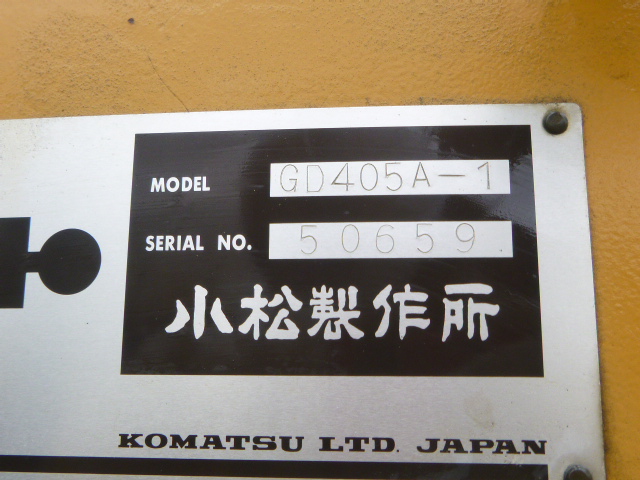 MODEL GD405A-1
SERIAL NO. 50659
小松製作所
KOMATSU LTD. JAPAN